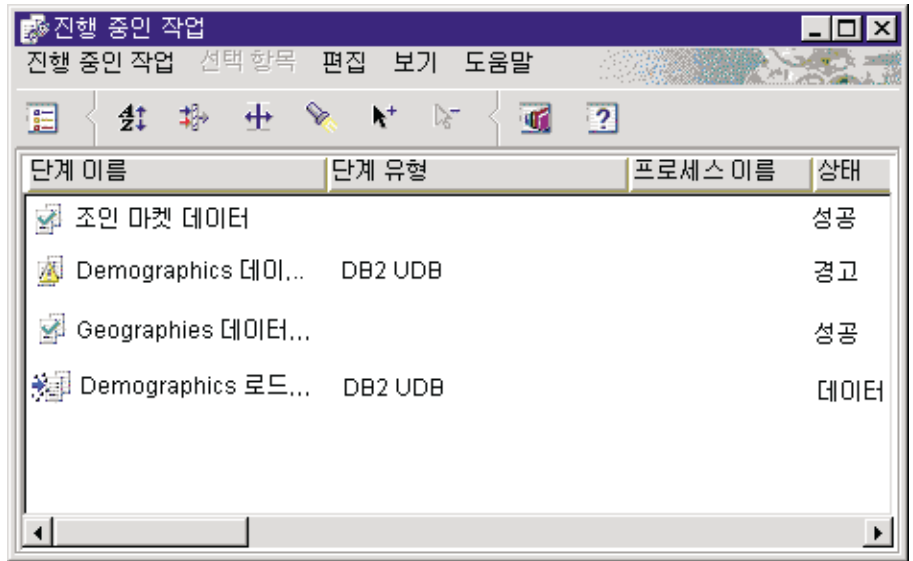 진행 중인 작업
진행 중인 작업 선택 항목 편집 보기 도움말
단계 이름 단계 유형 프로세스 이름 상태
조인 마켓 데이터 성공
Demographics 데이... DB2 UDB 경고
Geographies 데이터... 성공
Demographics 로드... DB2 UDB 데이터